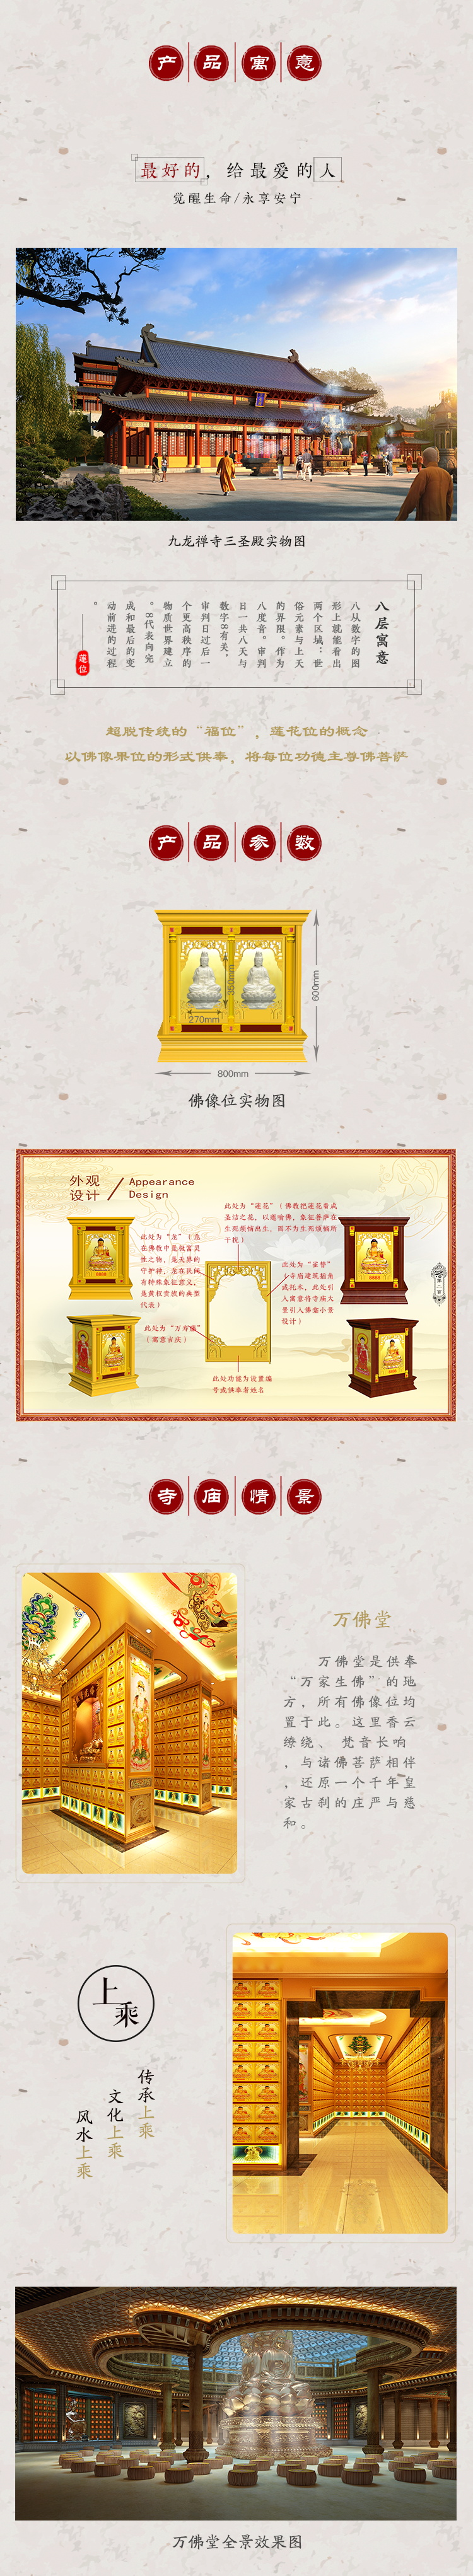 产品寓意
最好的，给最爱的人
觉醒生命/永享安宁
九龙禅寺三圣殿实物图
八层寓意
八从数字的图
形上就能看出
两个区域：世
俗元素与上天
的界限。作为
八度音。审判
日一共八天与
数字8有关，
审判日过后一
个更高秩序的
物质世界建立
。8代表向完
成和最后的变
动前进的过程
。
莲位
超脱传统的“福位”，莲花位的概念
以佛像果位的形式供奉，将每位功德主尊佛菩萨
产品参数
350mm
270mm
600mm
800mm
佛像位实物图
外观
设计
Appearance
Design
此处为“莲花”（佛教把莲花看成
圣洁之花，以莲喻佛，象征菩萨在
生死烦恼出生，而不为生死烦恼所
干扰）
此处为“龙”（龙
在佛教中是极富灵
性之物，是天界的
守护神，龙在民间
有特殊象征意义，
是黄权贵族的典型
代表）
此处为“雀替”
（寺庙建筑插角
或托木，此处引
入寓意将寺庙大
景引入佛龛小景
设计）
此处为“万寿藤”
（寓意吉庆）
此处功能为设置编
号或供奉者姓名
寺庙情景
万佛堂
万佛堂是供奉
“万家生佛”的地
方，所有佛像位均
置于此。这里香云
缭绕、梵音长响
，与诸佛菩萨相伴
，还原一个千年皇
家古刹的庄严与慈
和。
上乘
传承上乘
文化上乘
风水上乘
万佛堂全景效果图